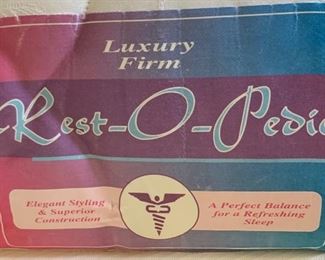 Luxury
Firm
Rest-O-Pedic
Elegant Styling
& Superior
Construction
A Perfect Balance
for a Refreshing
Sleep